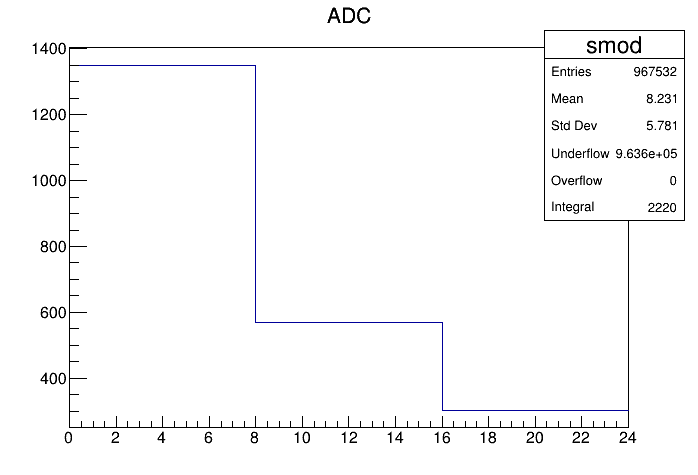 ADC
smod
Entries 967532
Mean 8.231
Std Dev 5.781
Underflow 9.636e+05
Overflow 0
Integral 2220
1400
1200
1000
800
600
400
0 2 4 6 8 10 12 14 16 18 20 22 24